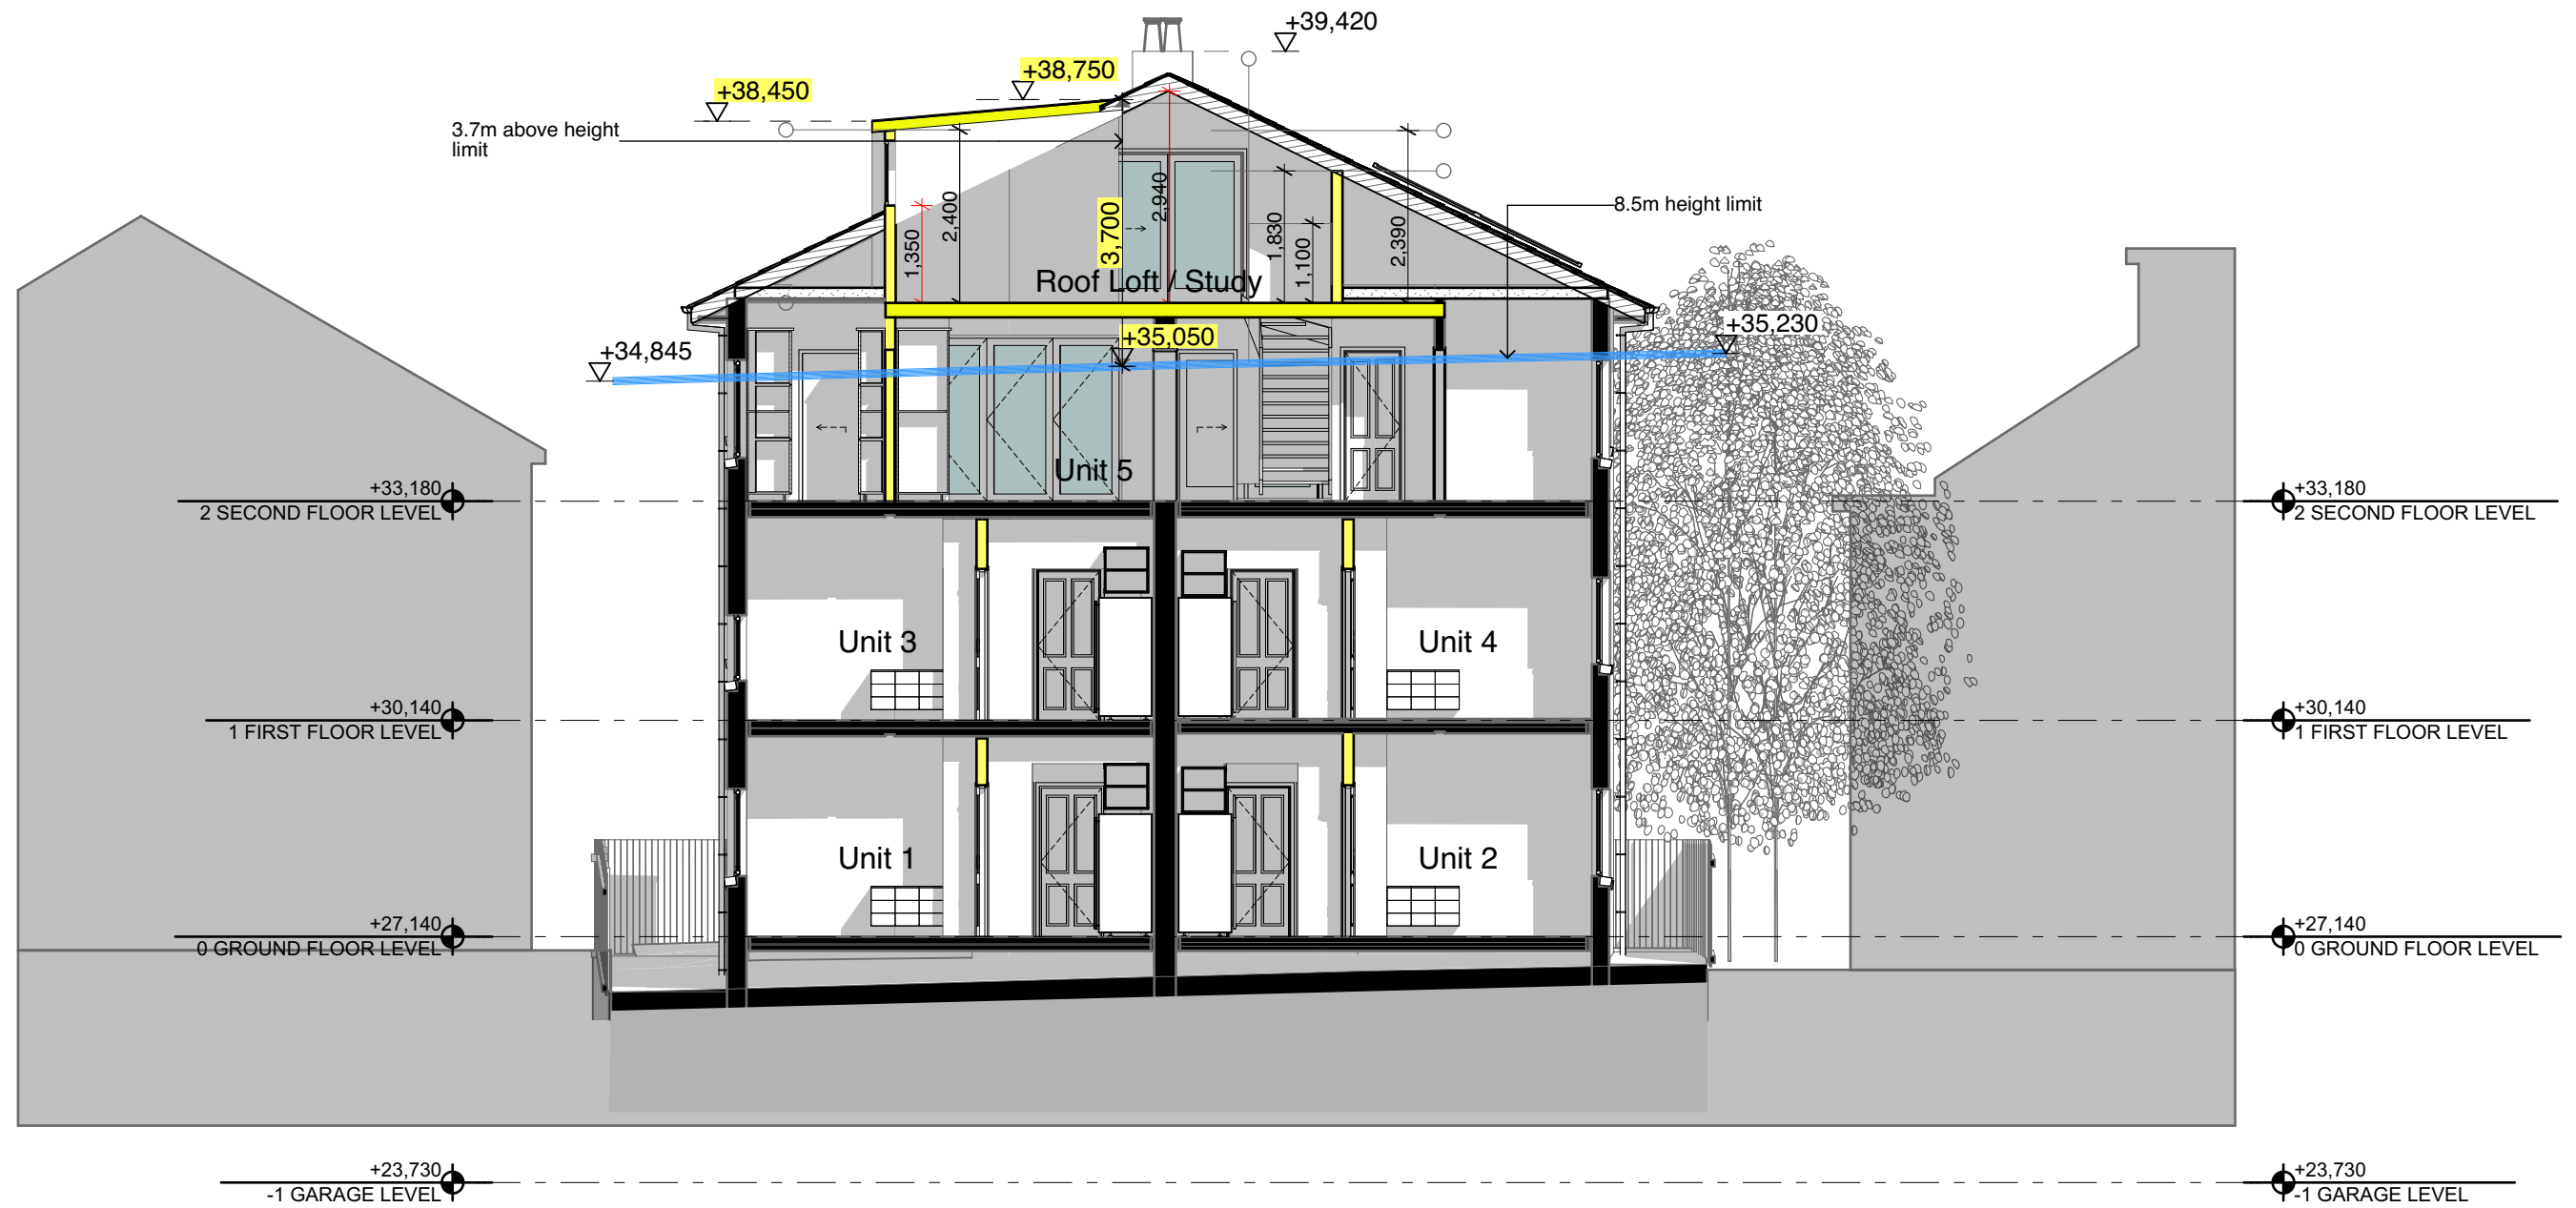 +39,420
+38,750
+38,450
3.7m above height
limit
8.5m height limit
1,350
2,400
3,700
2,940
1,830
1,100
2,390
Roof Loft / Study
+35,050
+35,230
+34,845
Unit 5
+33,180
2 SECOND FLOOR LEVEL
+33,180
2 SECOND FLOOR LEVEL
Unit 3
Unit 4
+30,140
1 FIRST FLOOR LEVEL
+30,140
1 FIRST FLOOR LEVEL
Unit 1
Unit 2
+27,140
0 GROUND FLOOR LEVEL
+27,140
0 GROUND FLOOR LEVEL
+23,730
-1 GARAGE LEVEL
+23,730
-1 GARAGE LEVEL